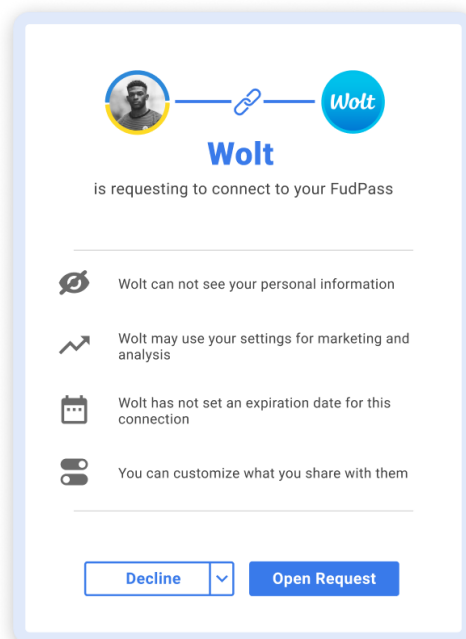 Wolt
Wolt
is requesting to connect to your FudPass
Wolt can not see your personal information
Wolt may use your settings for marketing and
analysis
Wolt has not set an expiration date for this
connection
You can customize what you share with them
Decline
Open Request